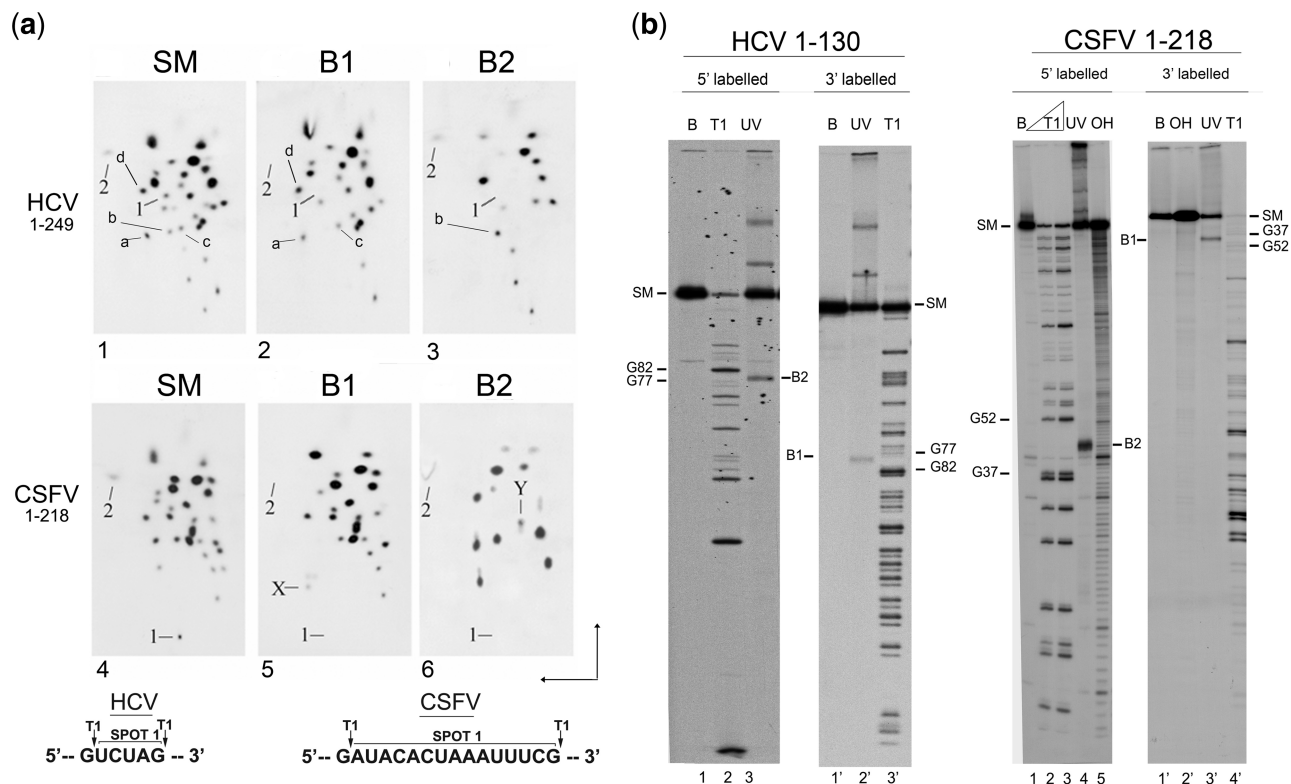 (a)
SM B1 B2
HCV
1-249
d
2
1
b
a
c
1
d
2
1
a
c
2
2
1
b
3
SM B1 B2
CSFV
1-218
2
1
4
2
X
1
5
2
Y
1
6
HCV
T1 T1
SPOT 1
5'-- GUCUAG -- 3'
CSFV
T1 T1
SPOT 1
5'-- GAUACACUAAAUUUCG -- 3'
(b)
HCV 1-130
5' labelled 3' labelled
B T1 UV B UV T1
SM
G82
G77
B2
SM
B1
G77
G82
1 2 3 1' 2' 3'
CSFV 1-218
5' labelled 3' labelled
B T1 UV OH B OH UV T1
SM
G52
G37
B2
B1
SM
G37
G52
1 2 3 4 5 1' 2' 3' 4'